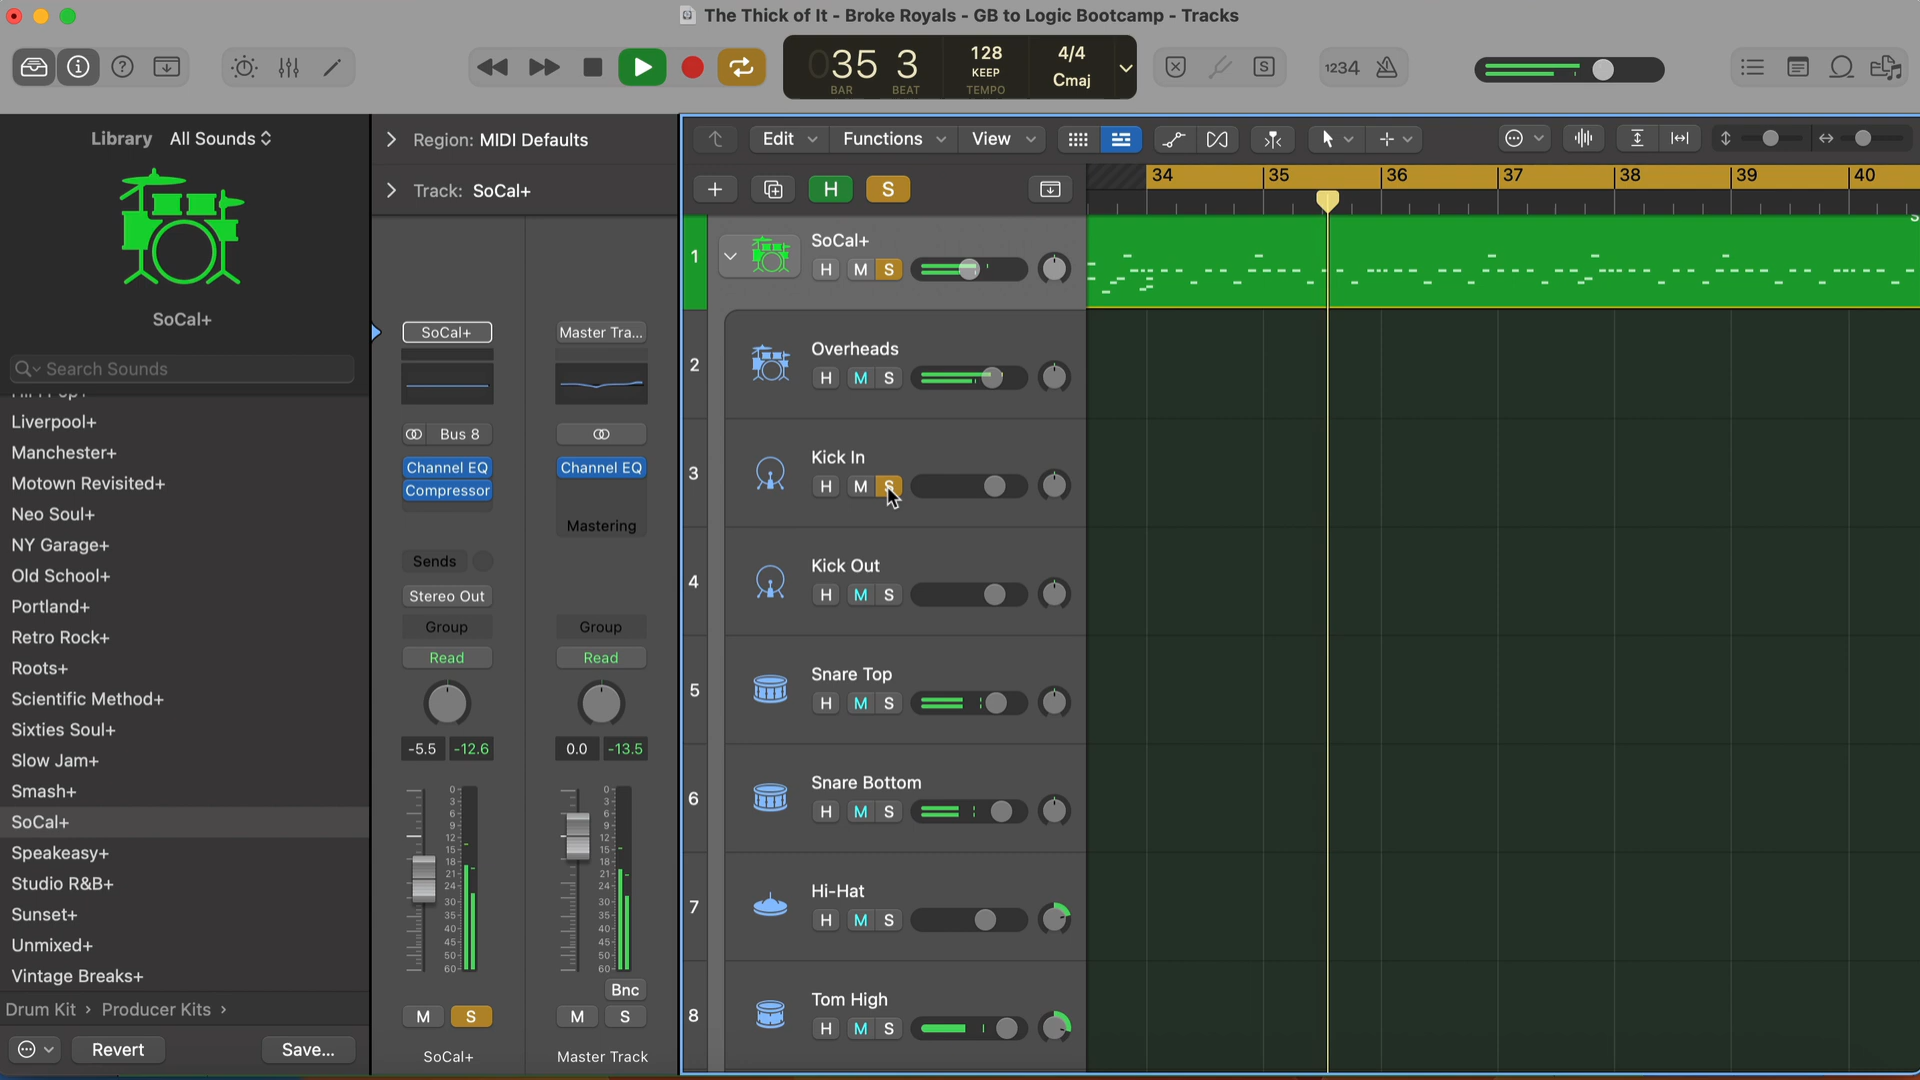 The Thick of It - Broke Royals - GB to Logic Bootcamp - Tracks
035 3
BAR BEAT
128
KEEP
TEMPO
4/4
Cmaj
S
1234
Library All Sounds
SoCal+
Search Sounds
Liverpool+
Manchester+
Motown Revisited+
Neo Soul+
NY Garage+
Old School+
Portland+
Retro Rock+
Roots+
Scientific Method+
Sixties Soul+
Slow Jam+
Smash+
SoCal+
Speakeasy+
Studio R&B+
Sunset+
Unmixed+
Vintage Breaks+
Drum Kit › Producer Kits ›
Revert Save...
Region: MIDI Defaults
Track: SoCal+
SoCal+ Master Tra...
Bus 8
Channel EQ Channel EQ
Compressor
Mastering
Sends
Stereo Out
Group Group
Read Read
-5.5 -12.6 0.0 -13.5
0 0
3 3
6 6
9 9
12 12
15 15
18 18
21 21
24 24
30 30
35 35
40 40
45 45
50 50
60 60
Bnc
M S M S
SoCal+ Master Track
Edit Functions View
H S
34 35 36 37 38 39 40
1 SoCal+
H M S
2 Overheads
H M S
3 Kick In
H M S
4 Kick Out
H M S
5 Snare Top
H M S
6 Snare Bottom
H M S
7 Hi-Hat
H M S
8 Tom High
H M S